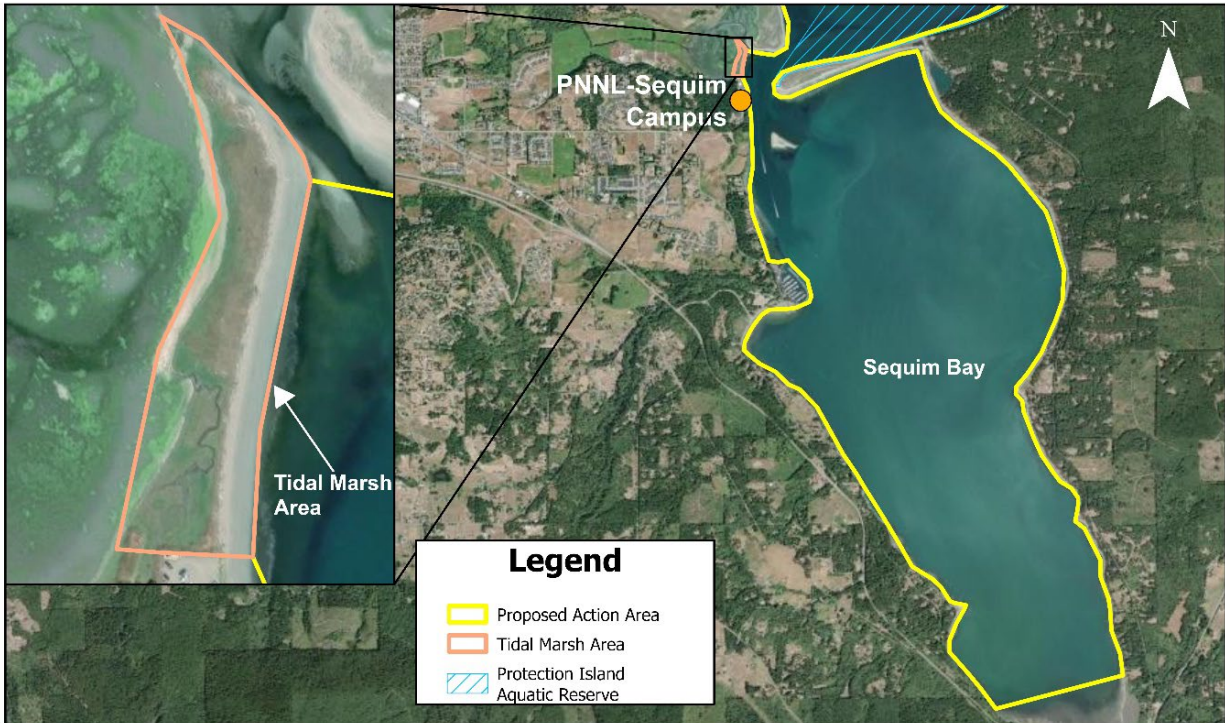 N
PNNL-Sequim
Campus
Sequim Bay
Tidal Marsh
Area
Legend
Proposed Action Area
Tidal Marsh Area
Protection Island
Aquatic Reserve